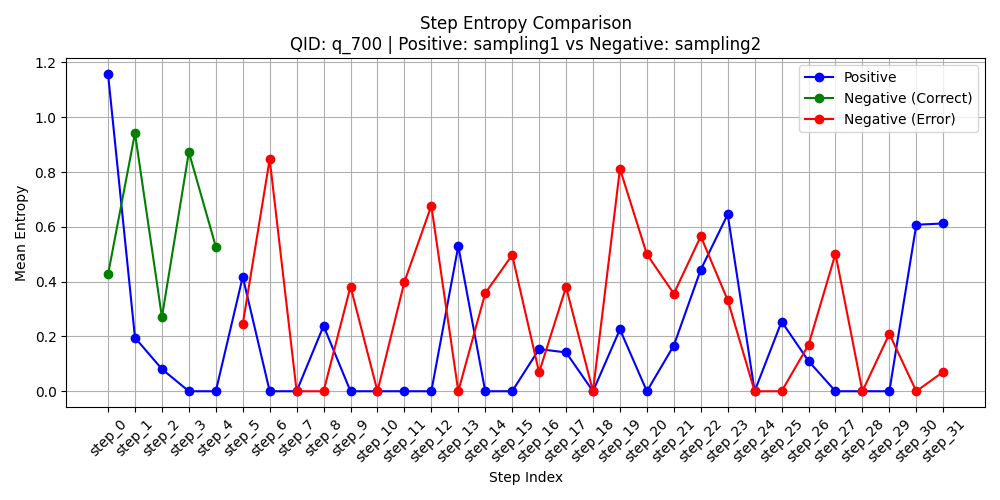 Step Entropy Comparison
QID: q_700 | Positive: sampling1 vs Negative: sampling2
Positive
Negative (Correct)
Negative (Error)
Mean Entropy
1.2
1.0
0.8
0.6
0.4
0.2
0.0
step_0
step_1
step_2
step_3
step_4
step_5
step_6
step_7
step_8
step_9
step_10
step_11
step_12
step_13
step_14
step_15
step_16
step_17
step_18
step_19
step_20
step_21
step_22
step_23
step_24
step_25
step_26
step_27
step_28
step_29
step_30
step_31
Step Index